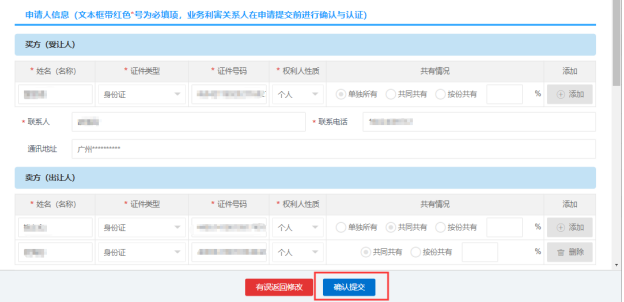 申请人信息（文本框带红色*号为必填项，业务利害关系人在申请提交前进行确认与认证）
买方（受让人）
* 姓名（名称） * 证件类型 * 证件号码 * 权利人性质 共有情况 添加
身份证 个人 单独所有 共同共有 按份共有 % 添加
* 联系人 * 联系电话
通讯地址 广州**********
卖方（出让人）
* 姓名（名称） * 证件类型 * 证件号码 * 权利人性质 共有情况 添加
身份证 个人 单独所有 共同共有 按份共有 % 添加
身份证 个人 共同共有 按份共有 % 删除
有误返回修改 确认提交